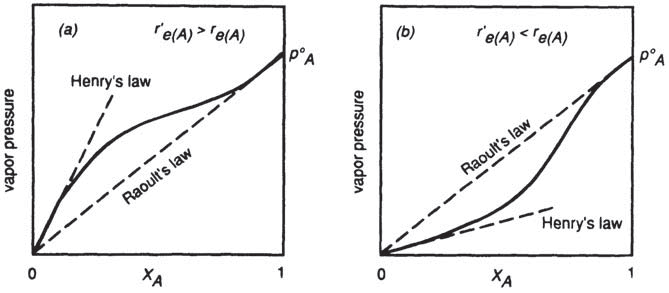 (a)
r'e(A) > re(A)
p°A
Henry's law
Raoult's law
vapor pressure
0
XA
1
(b)
r'e(A) < re(A)
p°A
Raoult's law
Henry's law
vapor pressure
0
XA
1